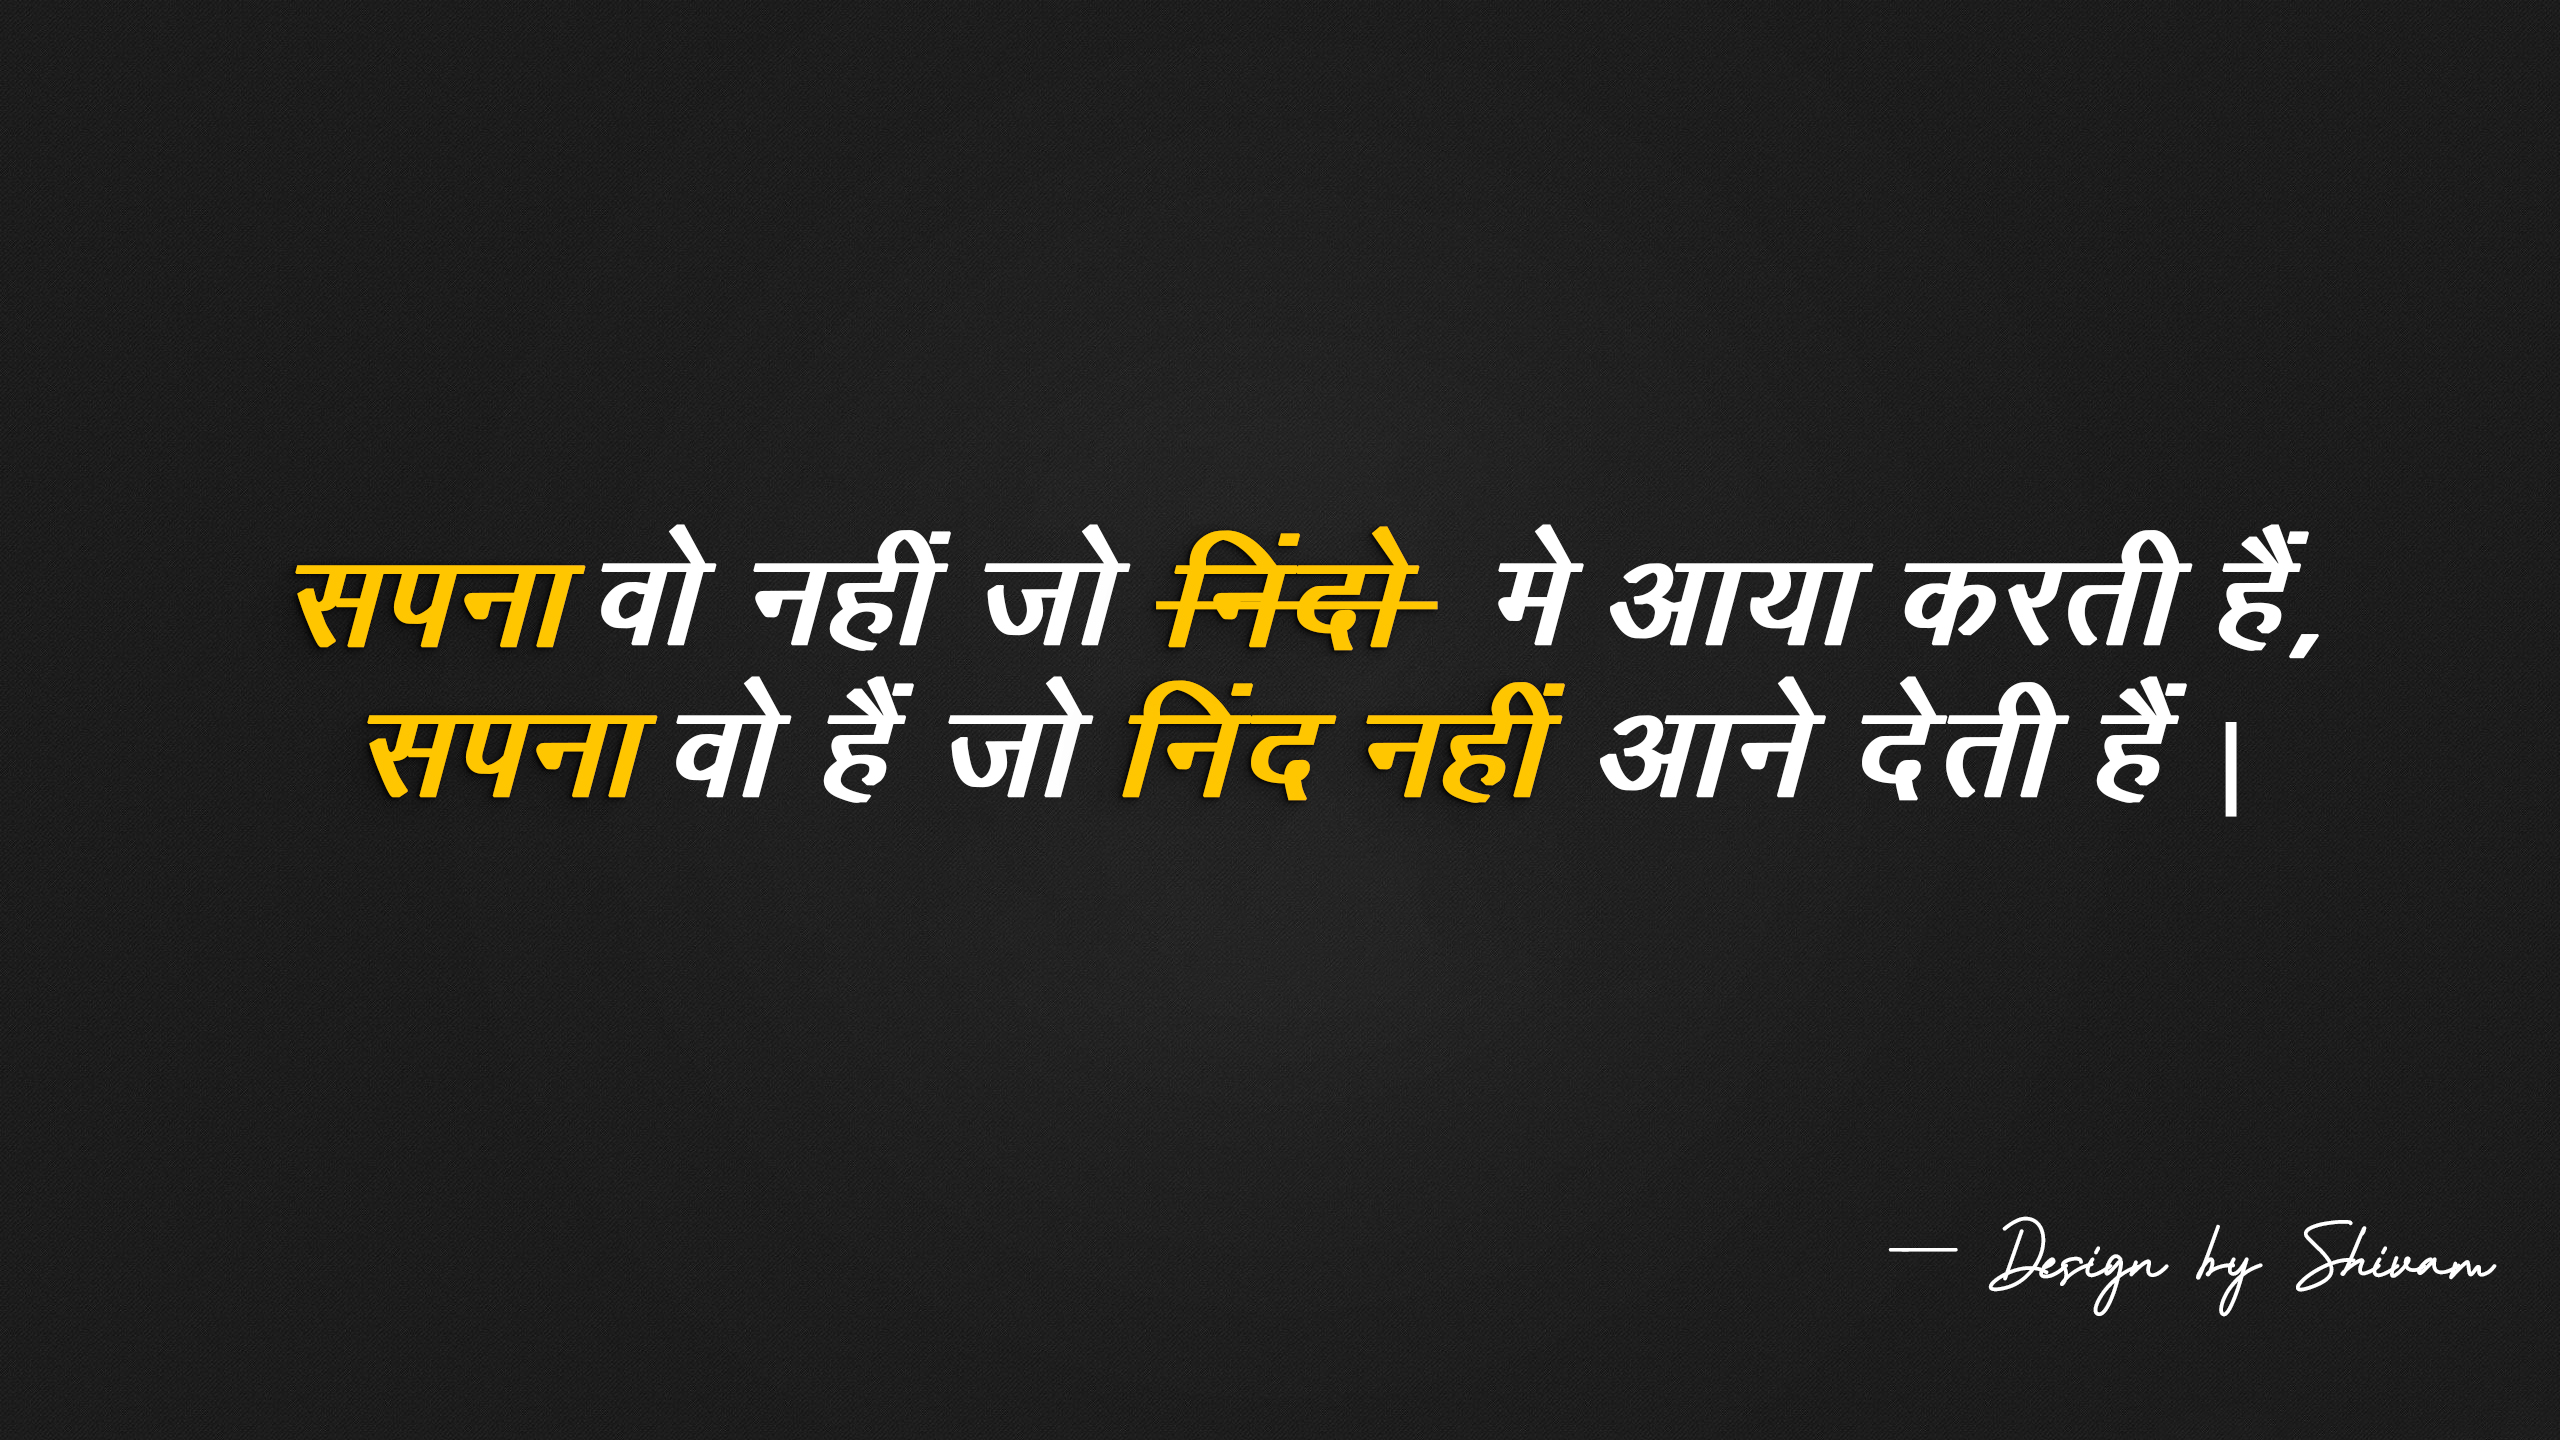 सपना वो नहीं जो निंदो मे आया करती हैं,
सपना वो हैं जो निंद नहीं आने देती हैं |
— Design by Shivam